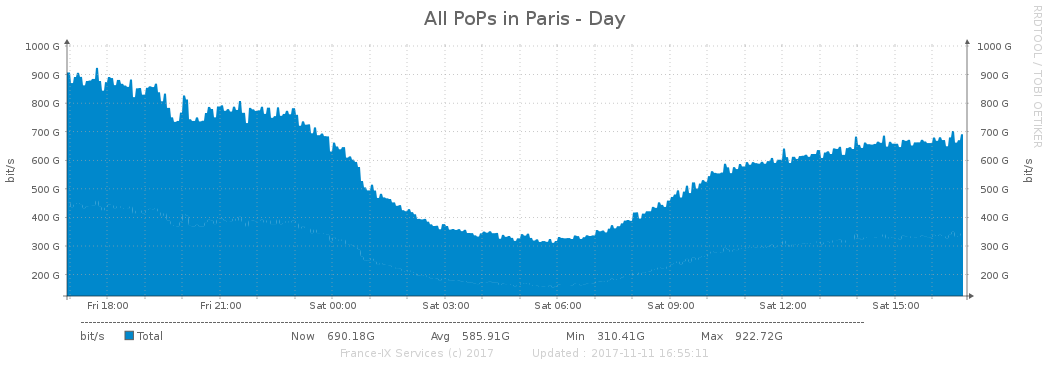 All PoPs in Paris - Day
RRDTOOL / TOBI OETIKER
bit/s
bit/s
1000 G 1000 G
900 G 900 G
800 G 800 G
700 G 700 G
600 G 600 G
500 G 500 G
400 G 400 G
300 G 300 G
200 G 200 G
Fri 18:00 Fri 21:00 Sat 00:00 Sat 03:00 Sat 06:00 Sat 09:00 Sat 12:00 Sat 15:00
bit/s Total Now 690.18G Avg 585.91G Min 310.41G Max 922.72G
France-IX Services (c) 2017 Updated : 2017-11-11 16:55:11